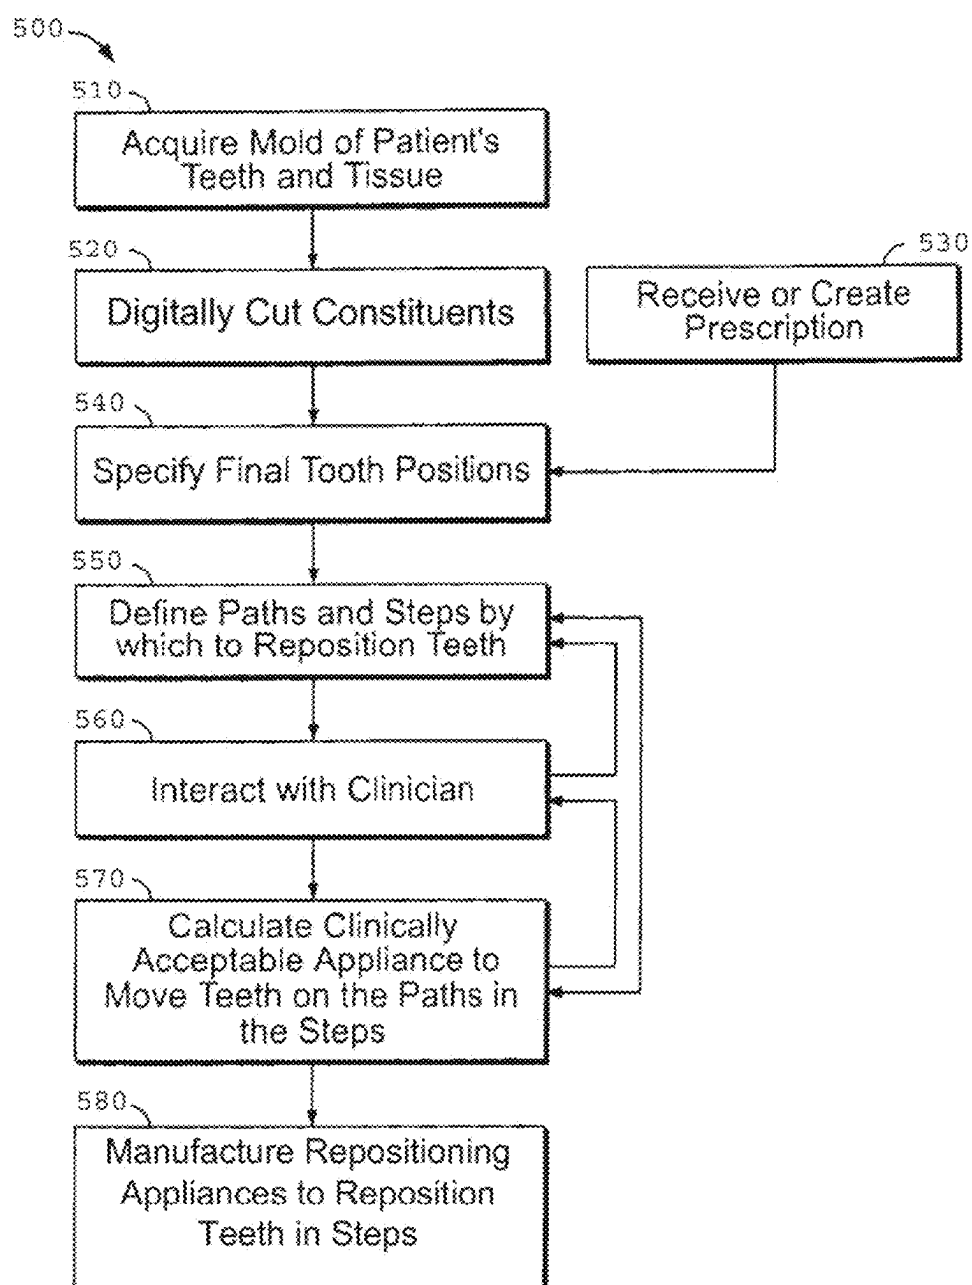 500
510
Acquire Mold of Patient's
Teeth and Tissue
520
Digitally Cut Constituents
530
Receive or Create
Prescription
540
Specify Final Tooth Positions
550
Define Paths and Steps by
which to Reposition Teeth
560
Interact with Clinician
570
Calculate Clinically
Acceptable Appliance to
Move Teeth on the Paths in
the Steps
580
Manufacture Repositioning
Appliances to Reposition
Teeth in Steps